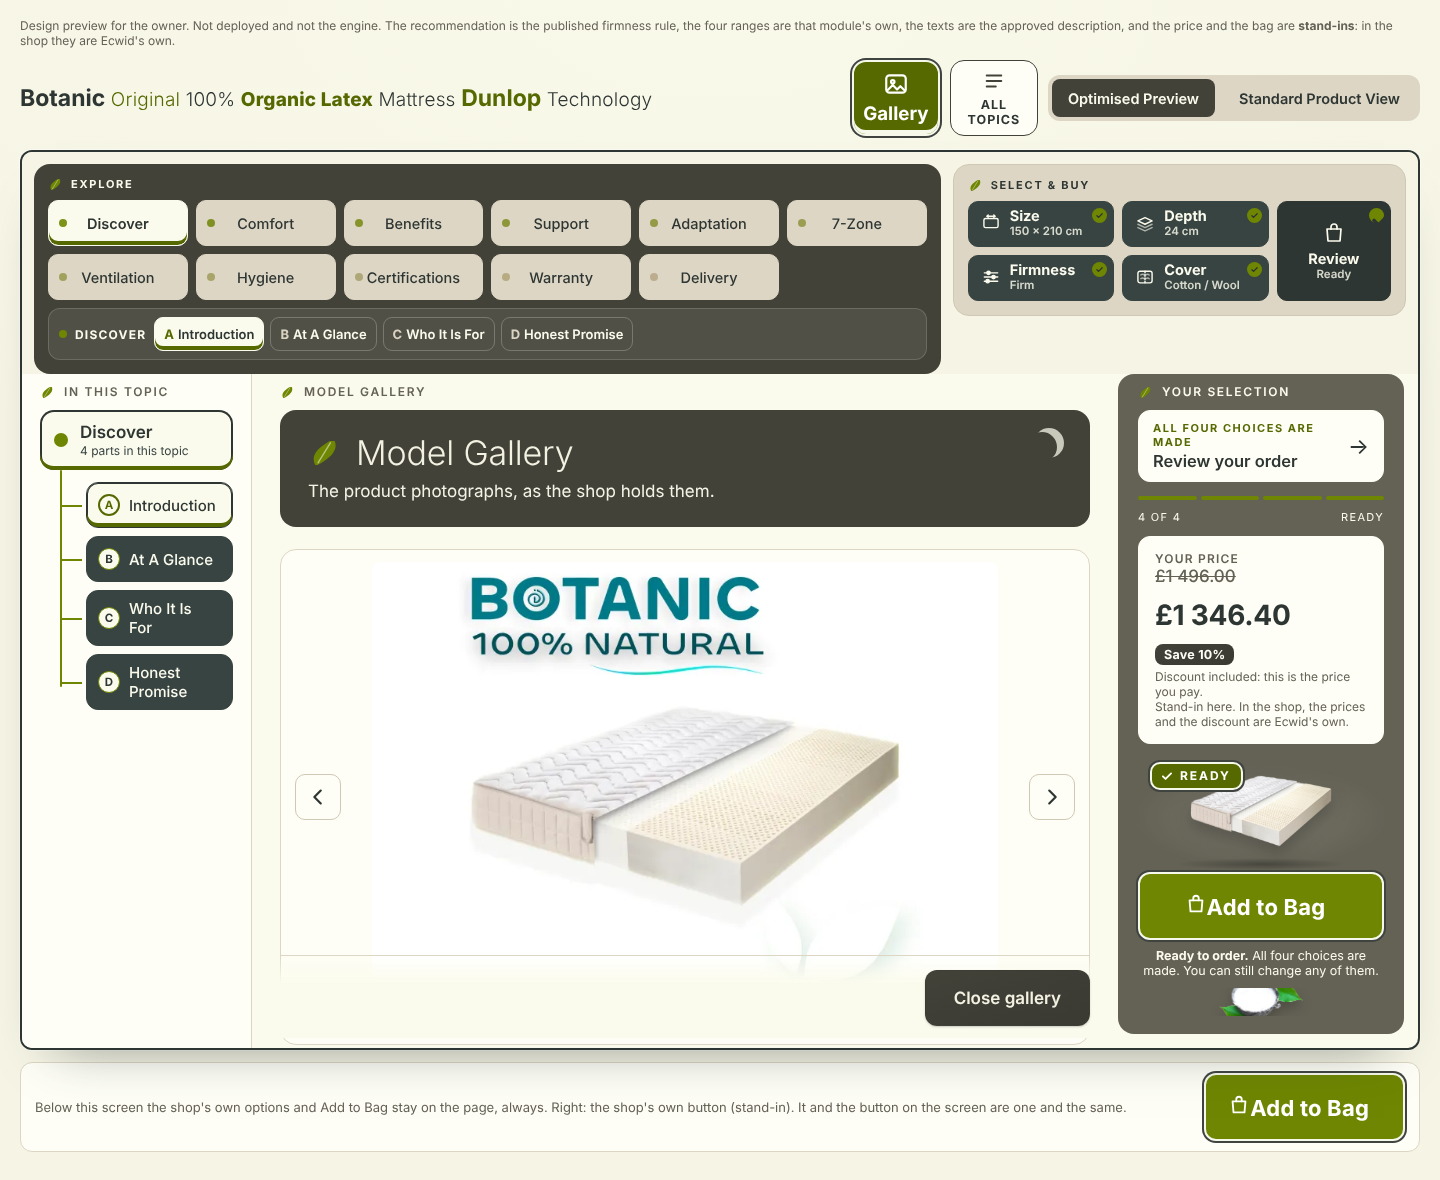 Design preview for the owner. Not deployed and not the engine. The recommendation is the published firmness rule, the four ranges are that module's own, the texts are the approved description, and the price and the bag are stand-ins: in the
shop they are Ecwid's own.
Botanic Original 100% Organic Latex Mattress Dunlop Technology
Gallery
ALL
TOPICS
Optimised Preview
Standard Product View
EXPLORE
Discover
Comfort
Benefits
Support
Adaptation
7-Zone
Ventilation
Hygiene
Certifications
Warranty
Delivery
DISCOVER
A Introduction
B At A Glance
C Who It Is For
D Honest Promise
SELECT & BUY
Size
150 × 210 cm
Depth
24 cm
Firmness
Firm
Cover
Cotton / Wool
Review
Ready
IN THIS TOPIC
Discover
4 parts in this topic
A Introduction
B At A Glance
C Who It Is
For
D Honest
Promise
MODEL GALLERY
Model Gallery
The product photographs, as the shop holds them.
BOTANIC
100% NATURAL
Close gallery
YOUR SELECTION
ALL FOUR CHOICES ARE
MADE
Review your order
4 OF 4
READY
YOUR PRICE
£1 496.00
£1 346.40
Save 10%
Discount included: this is the price
you pay.
Stand-in here. In the shop, the prices
and the discount are Ecwid's own.
READY
Add to Bag
Ready to order. All four choices are
made. You can still change any of them.
Below this screen the shop's own options and Add to Bag stay on the page, always. Right: the shop's own button (stand-in). It and the button on the screen are one and the same.
Add to Bag